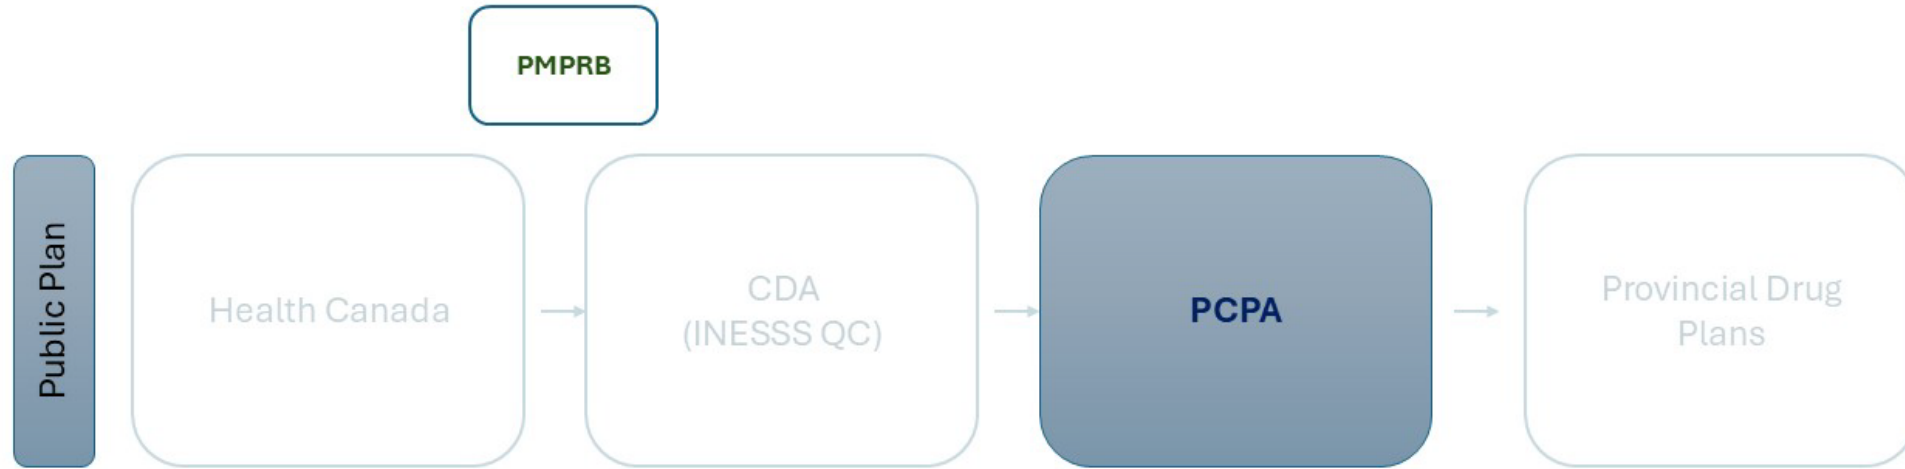 PMPRB
Public Plan
Health Canada
CDA
(INESSS QC)
PCPA
Provincial Drug
Plans